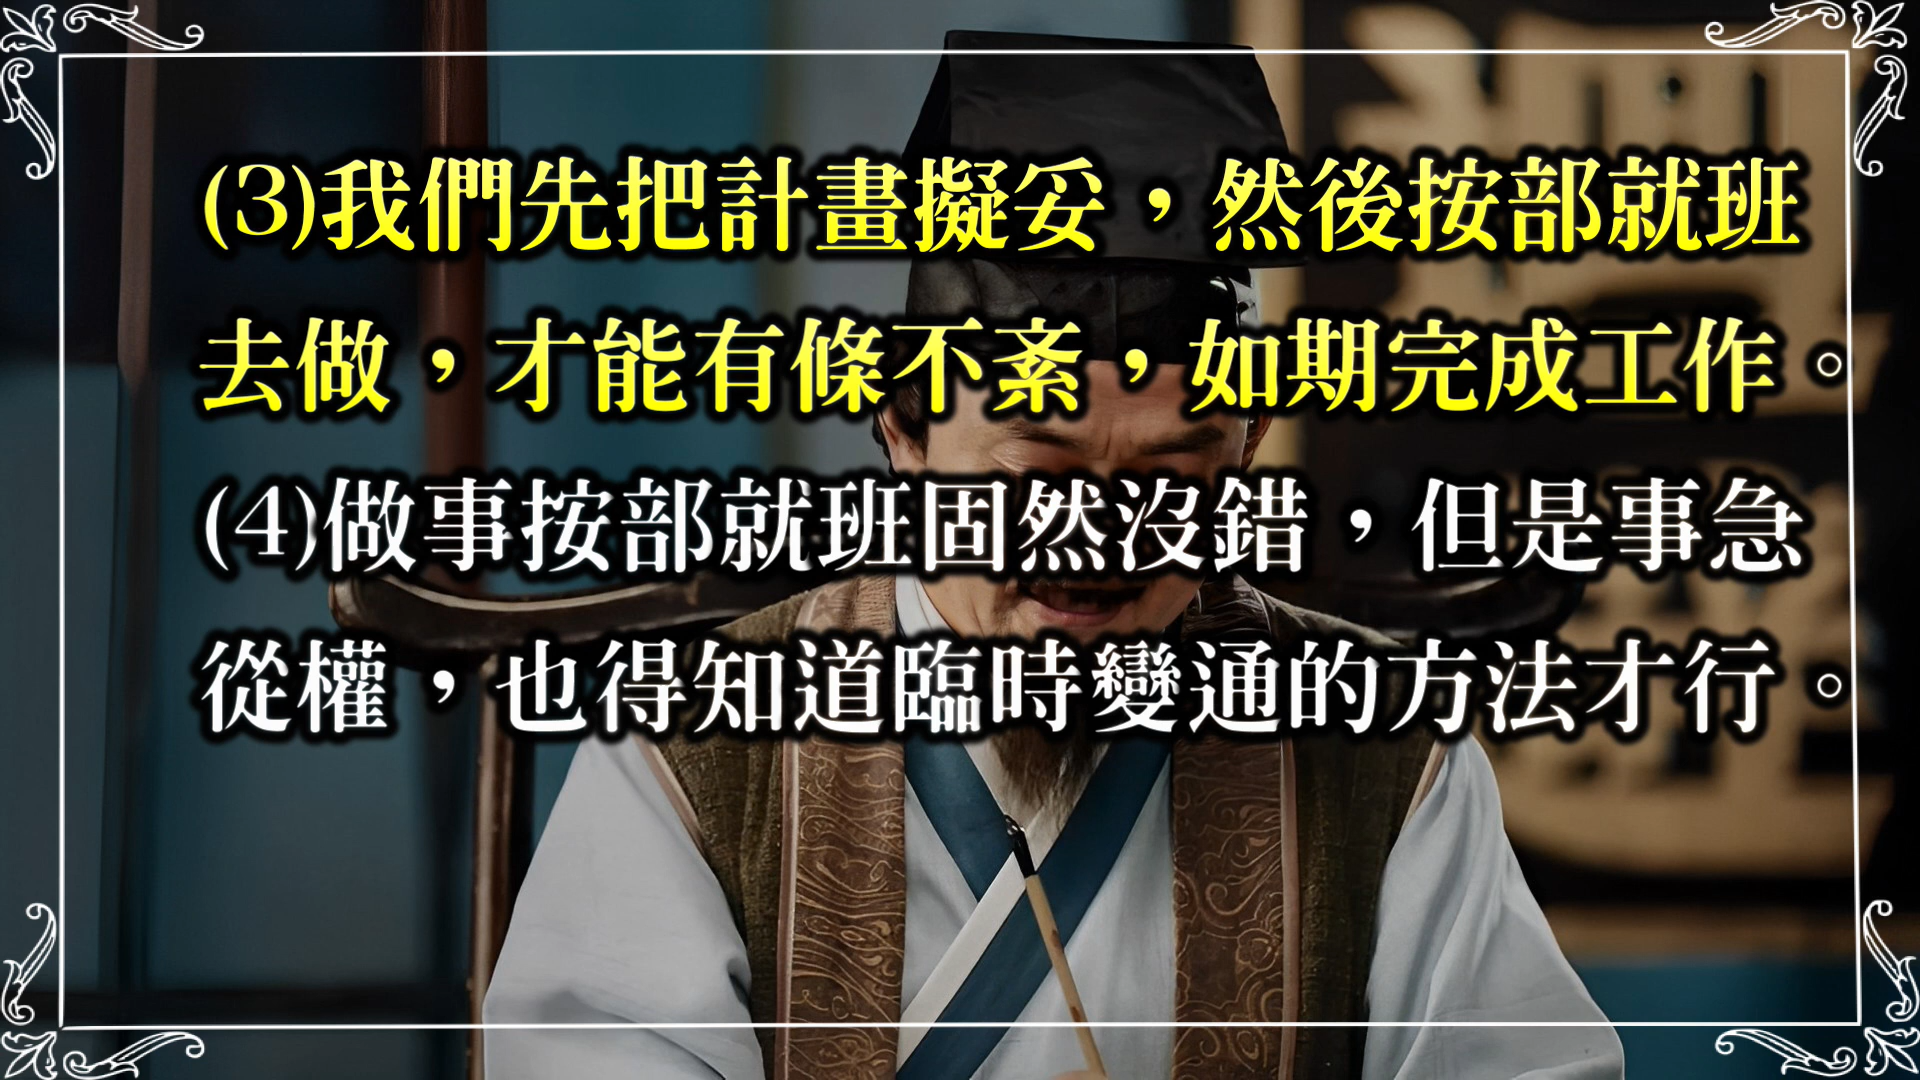 (3)我們先把計畫擬妥，然後按部就班
去做，才能有條不紊，如期完成工作。
(4)做事按部就班固然沒錯，但是事急
從權，也得知道臨時變通的方法才行。